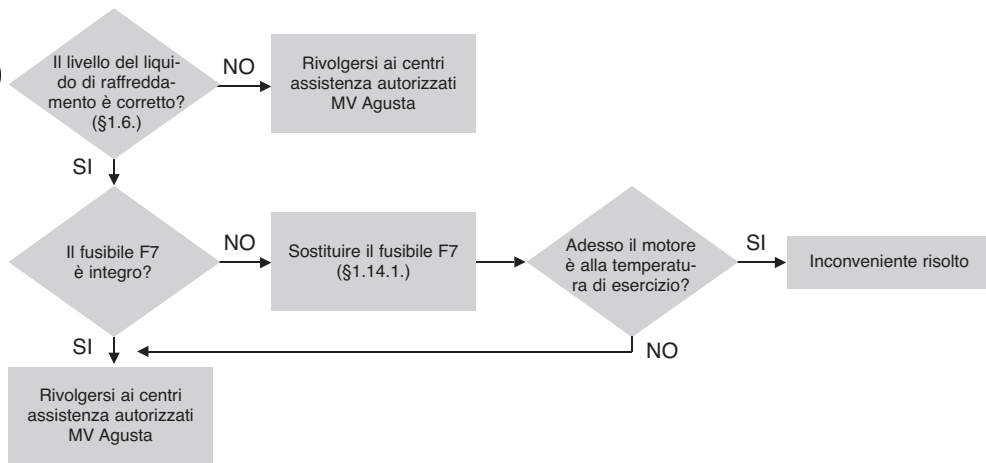 )
Il livello del liqui-
do di raffredda-
mento è corretto?
(§1.6.)
NO
Rivolgersi ai centri
assistenza autorizzati
MV Agusta
SI
Il fusibile F7
è integro?
NO
Sostituire il fusibile F7
(§1.14.1.)
Adesso il motore
è alla temperatu-
ra di esercizio?
SI
Inconveniente risolto
SI
NO
Rivolgersi ai centri
assistenza autorizzati
MV Agusta